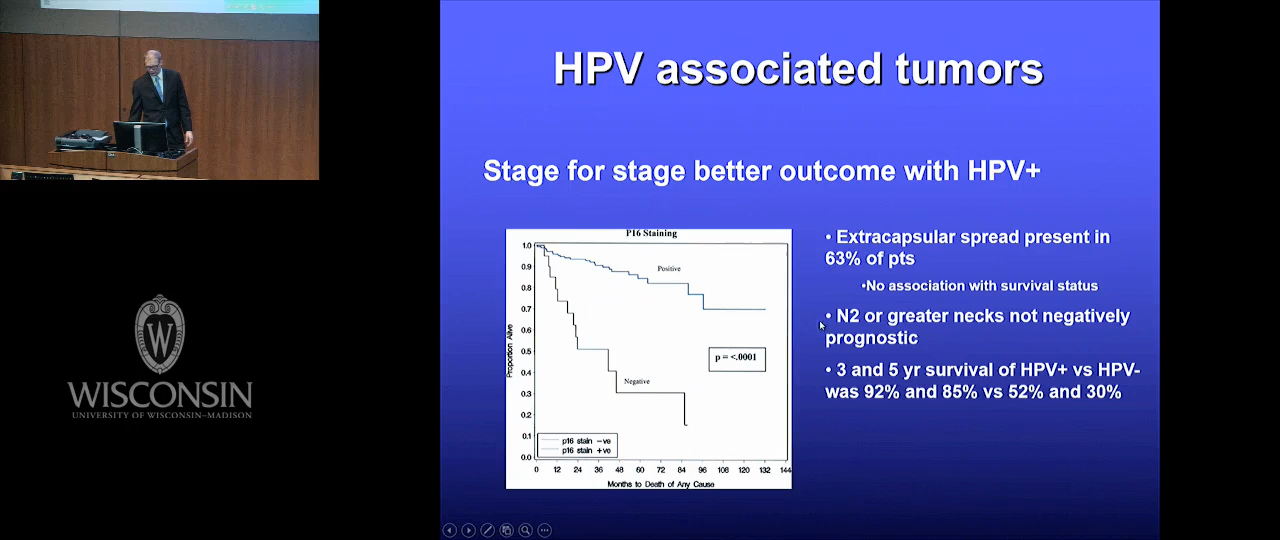 HPV associated tumors
Stage for stage better outcome with HPV+
P16 Staining
1.0
0.9
0.8
0.7
0.6
0.5
0.4
0.3
0.2
0.1
0.0
Proportion Alive
Positive
p = <.0001
Negative
p16 stain -ve
p16 stain +ve
0 12 24 36 48 60 72 84 96 108 120 132 144
Months to Death of Any Cause
• Extracapsular spread present in
63% of pts
•No association with survival status
• N2 or greater necks not negatively
prognostic
• 3 and 5 yr survival of HPV+ vs HPV-
was 92% and 85% vs 52% and 30%
W
WISCONSIN
UNIVERSITY OF WISCONSIN–MADISON